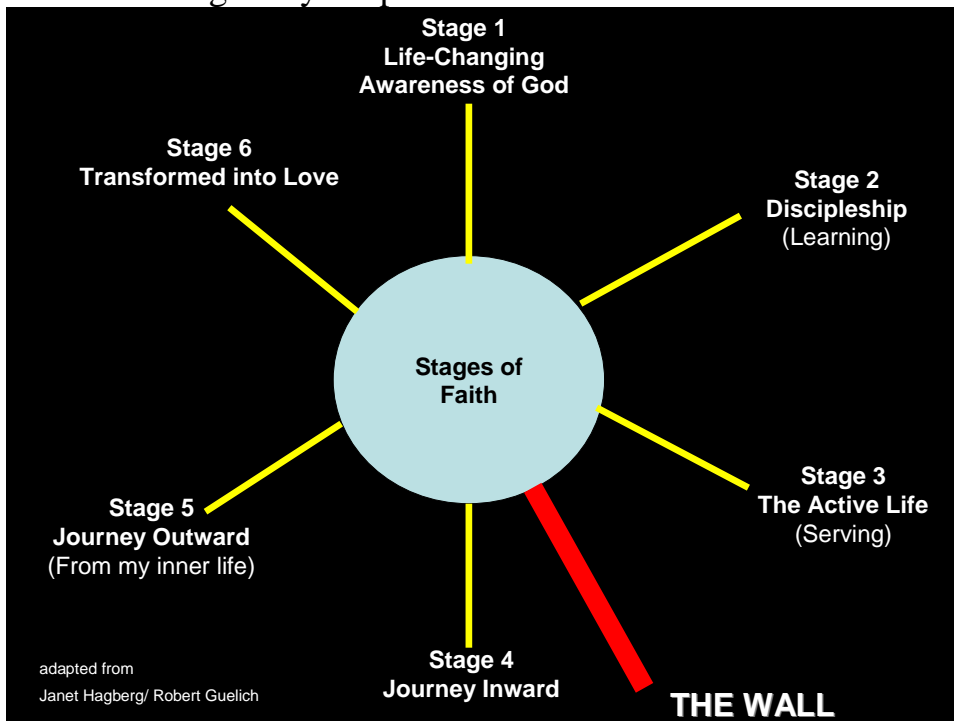 Stage 1
Life-Changing
Awareness of God
Stage 2
Discipleship
(Learning)
Stage 3
The Active Life
(Serving)
THE WALL
Stage 4
Journey Inward
Stage 5
Journey Outward
(From my inner life)
Stage 6
Transformed into Love
Stages of
Faith
adapted from
Janet Hagberg/ Robert Guelich